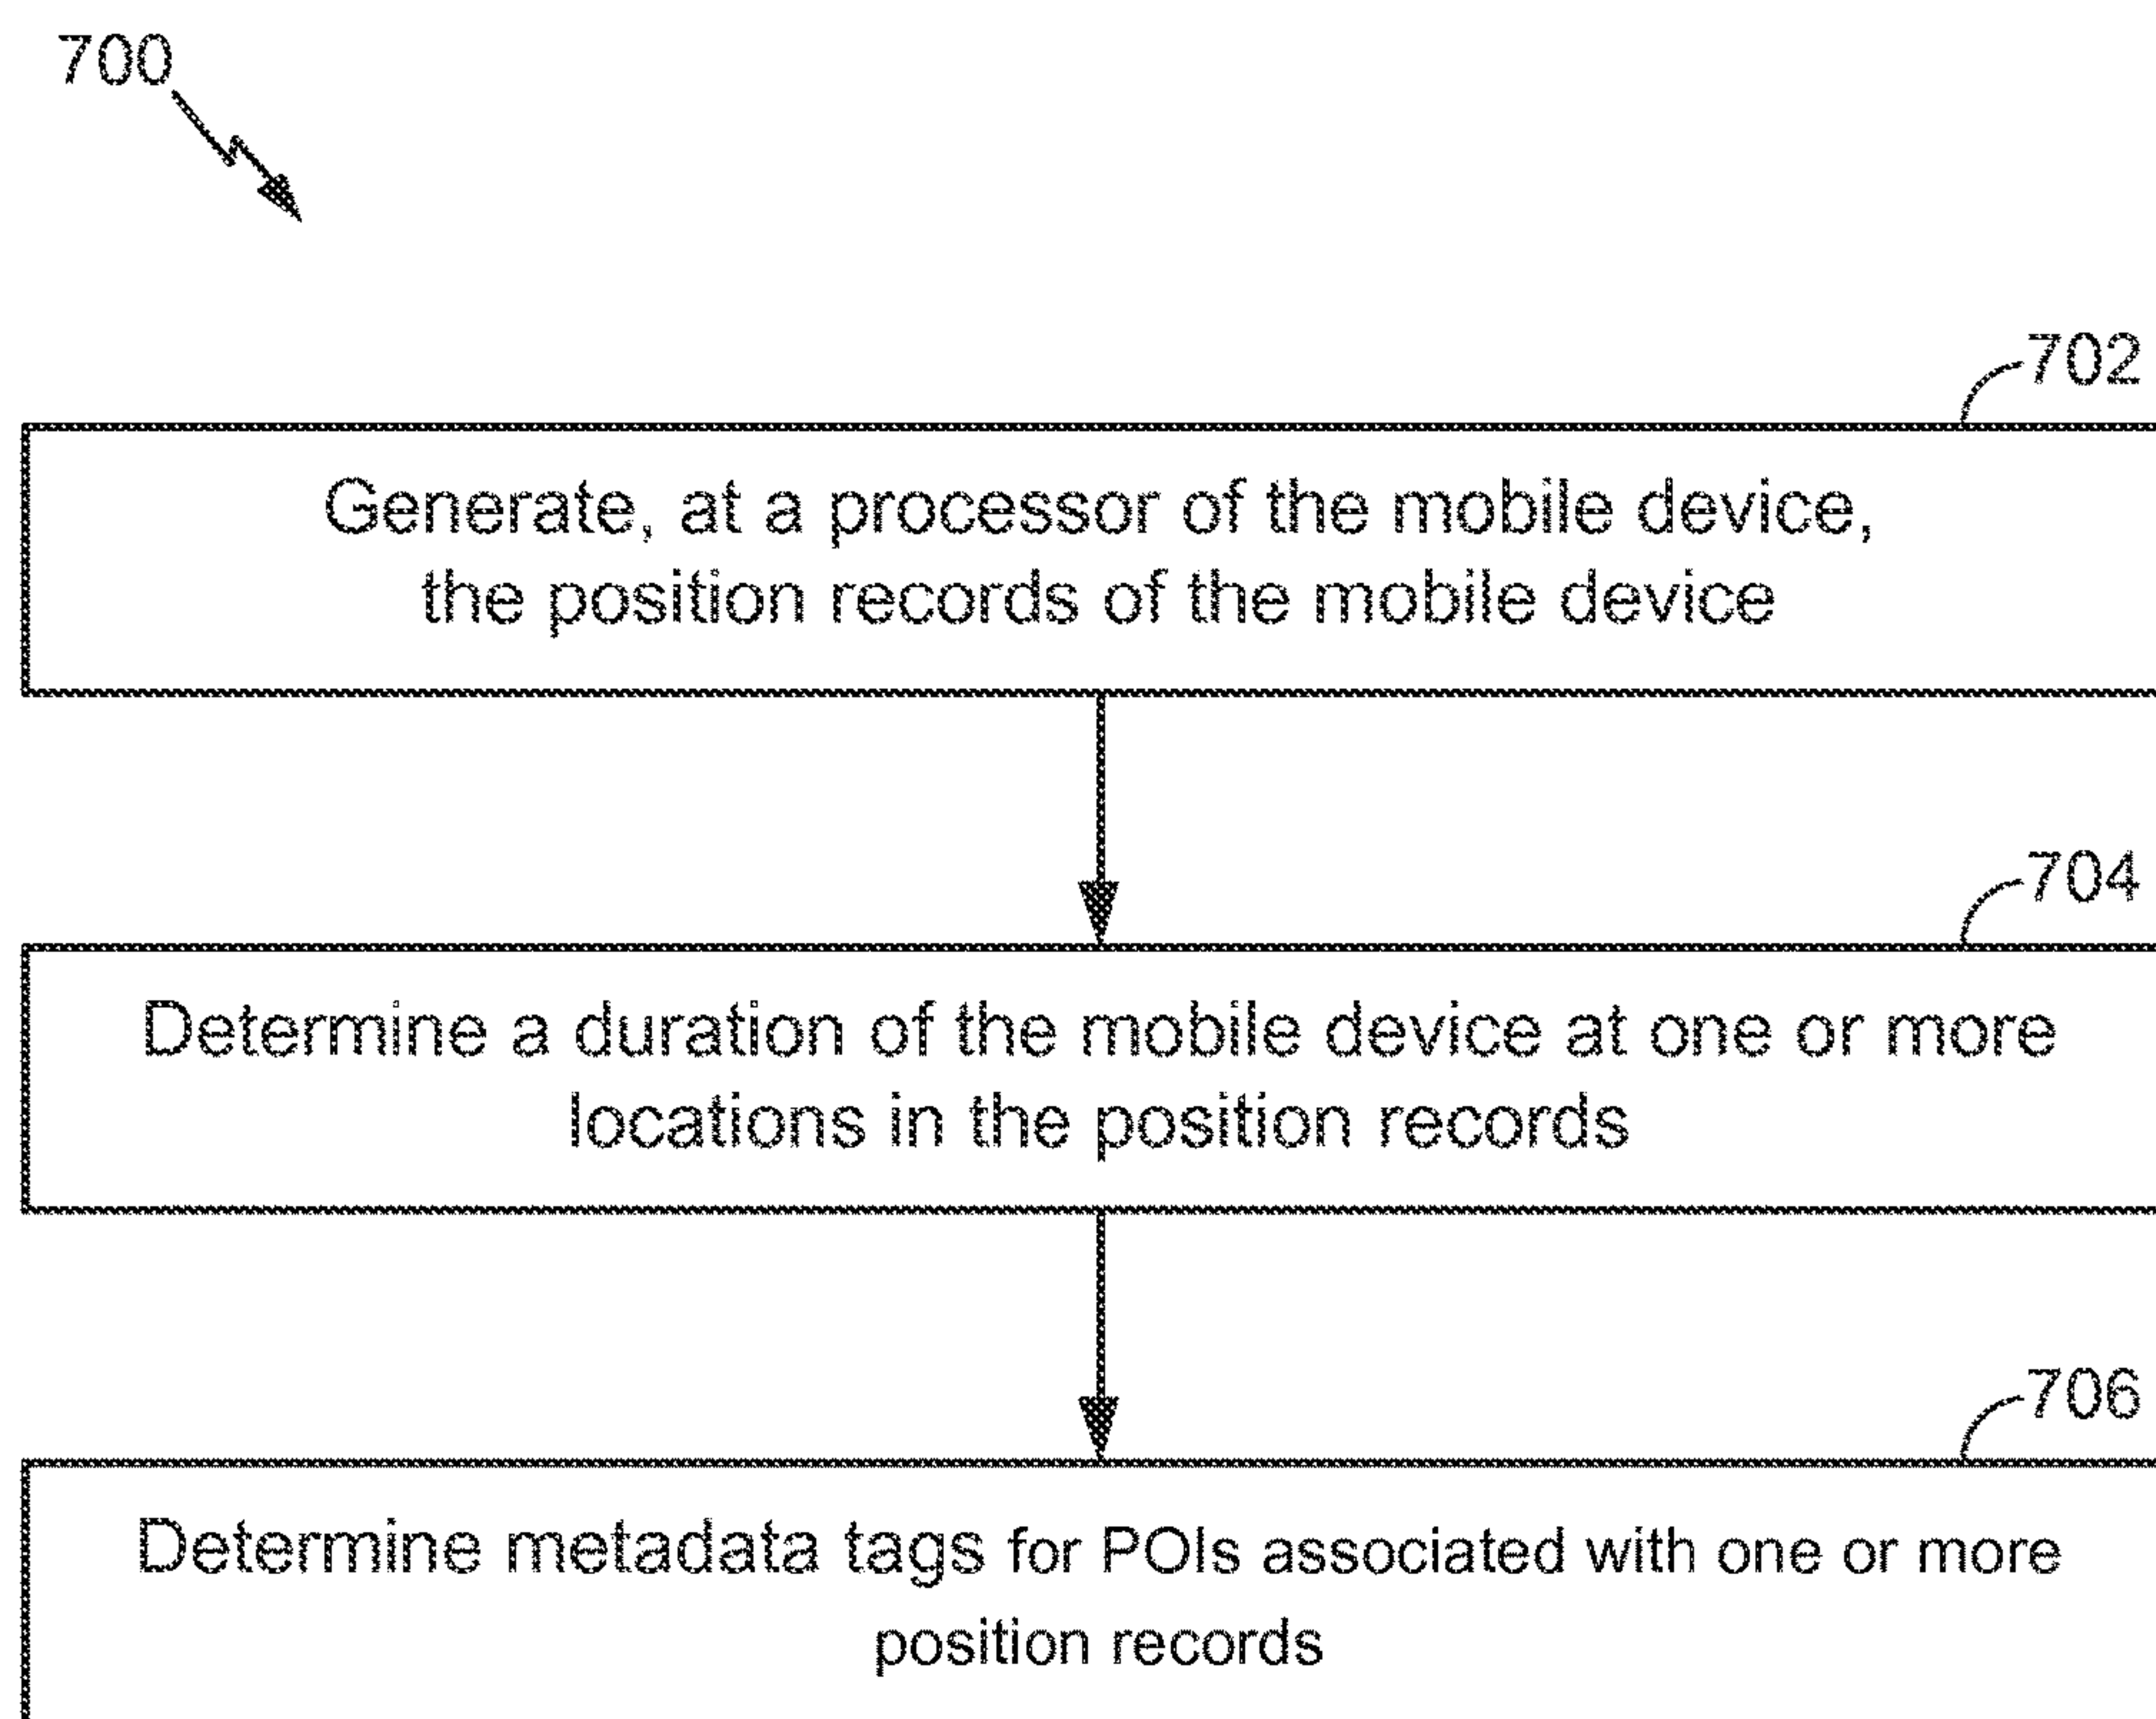 700
702
Generate, at a processor of the mobile device,
the position records of the mobile device
704
Determine a duration of the mobile device at one or more
locations in the position records
706
Determine metadata tags for POIs associated with one or more
position records